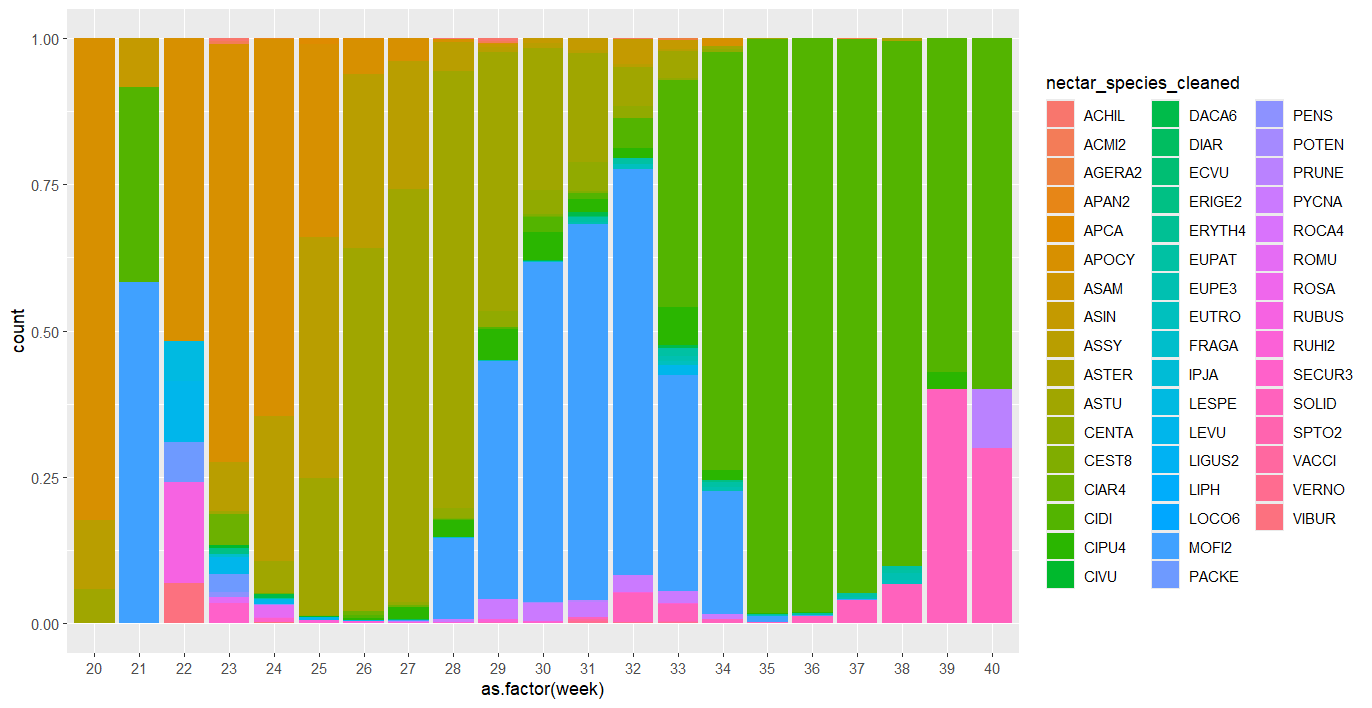 nectar_species_cleaned
ACHIL
ACMI2
AGERA2
APAN2
APCA
APOCY
ASAM
ASIN
ASSY
ASTER
ASTU
CENTA
CEST8
CIAR4
CIDI
CIPU4
CIVU
DACA6
DIAR
ECVU
ERIGE2
ERYTH4
EUPAT
EUPE3
EUTRO
FRAGA
IPJA
LESPE
LEVU
LIGUS2
LIPH
LOCO6
MOFI2
PACKE
PENS
POTEN
PRUNE
PYCNA
ROCA4
ROMU
ROSA
RUBUS
RUHI2
SECUR3
SOLID
SPTO2
VACCI
VERNO
VIBUR
count
1.00
0.75
0.50
0.25
0.00
20 21 22 23 24 25 26 27 28 29 30 31 32 33 34 35 36 37 38 39 40
as.factor(week)